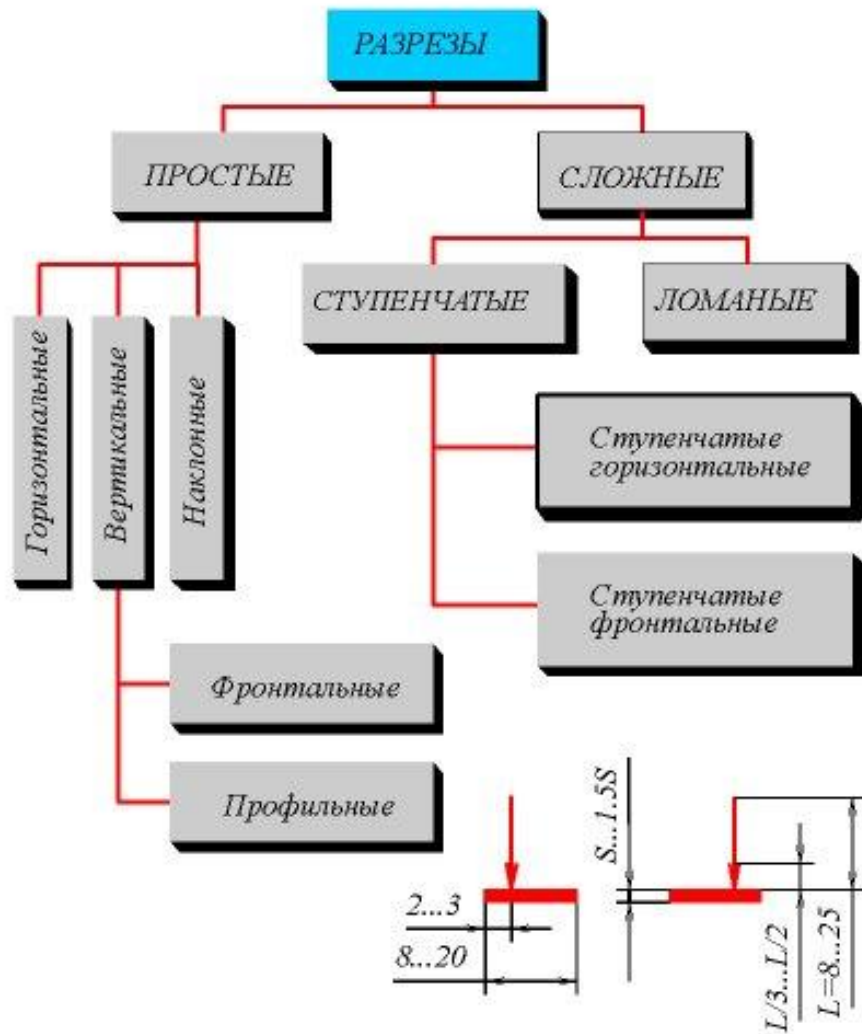 РАЗРЕЗЫ
ПРОСТЫЕ
СЛОЖНЫЕ
СТУПЕНЧАТЫЕ
ЛОМАНЫЕ
Горизонтальные
Вертикальные
Наклонные
Ступенчатые
горизонтальные
Ступенчатые
фронтальные
Фронтальные
Профильные
2...3
8...20
S...1.5S
L/3...L/2
L=8...25